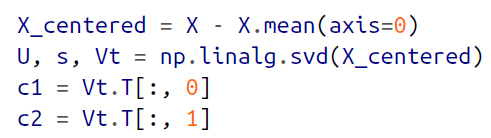 X_centered = X - X.mean(axis=0)
U, s, Vt = np.linalg.svd(X_centered)
c1 = Vt.T[:, 0]
c2 = Vt.T[:, 1]